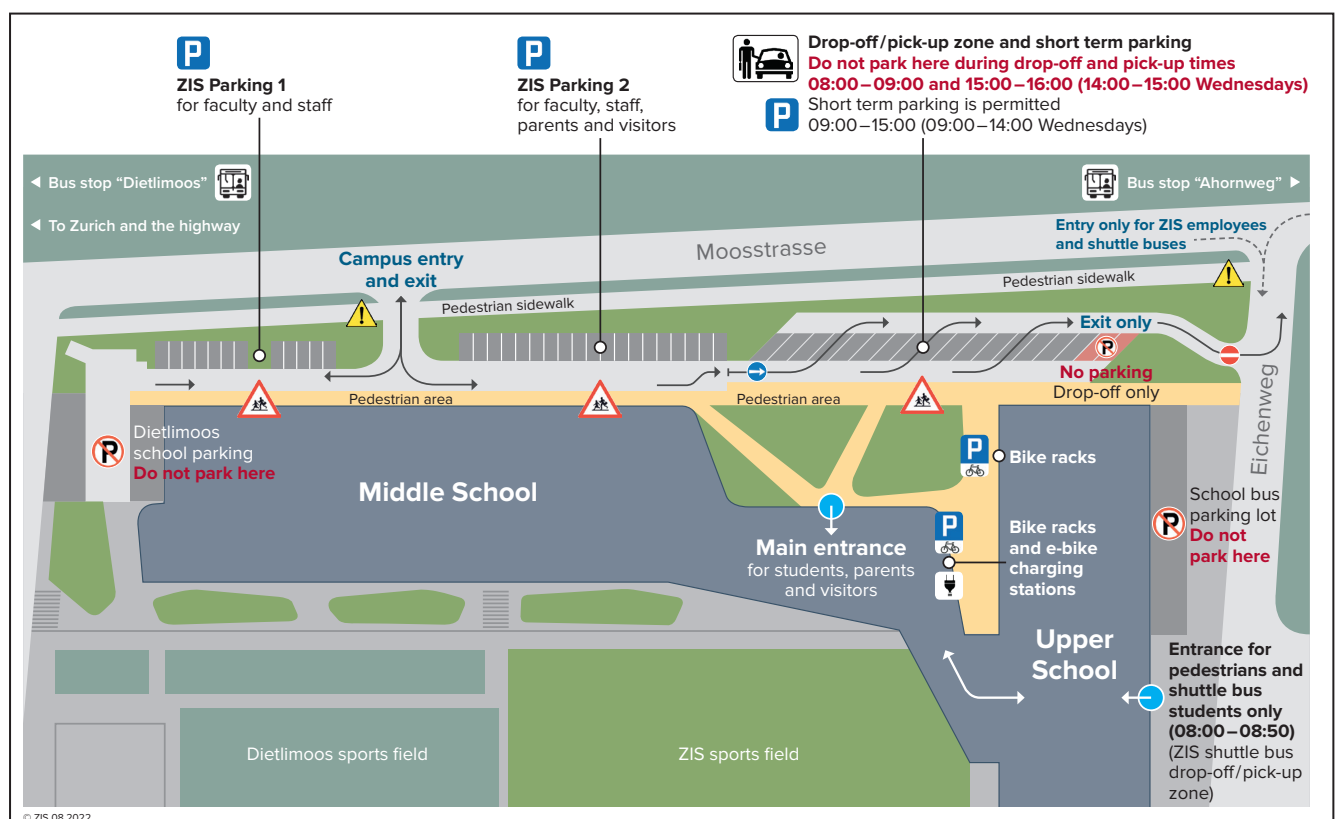 P
ZIS Parking 1
for faculty and staff
P
ZIS Parking 2
for faculty, staff,
parents and visitors
Drop-off/pick-up zone and short term parking
Do not park here during drop-off and pick-up times
08:00–09:00 and 15:00–16:00 (14:00–15:00 Wednesdays)
P
Short term parking is permitted
09:00–15:00 (09:00–14:00 Wednesdays)
Bus stop “Dietlimoos”
Bus stop “Ahornweg”
To Zurich and the highway
Entry only for ZIS employees
and shuttle buses
Moosstrasse
Campus entry
and exit
Pedestrian sidewalk
Pedestrian sidewalk
!
!
Exit only
P
No parking
Drop-off only
Pedestrian area
Pedestrian area
Eichenweg
P
Dietlimoos
school parking
Do not park here
P
Bike racks
Middle School
P
School bus
parking lot
Do not
park here
Main entrance
for students, parents
and visitors
P
Bike racks
and e-bike
charging
stations
Upper
School
Entrance for
pedestrians and
shuttle bus
students only
(08:00–08:50)
(ZIS shuttle bus
drop-off/pick-up
zone)
Dietlimoos sports field
ZIS sports field
© ZIS 08.2022